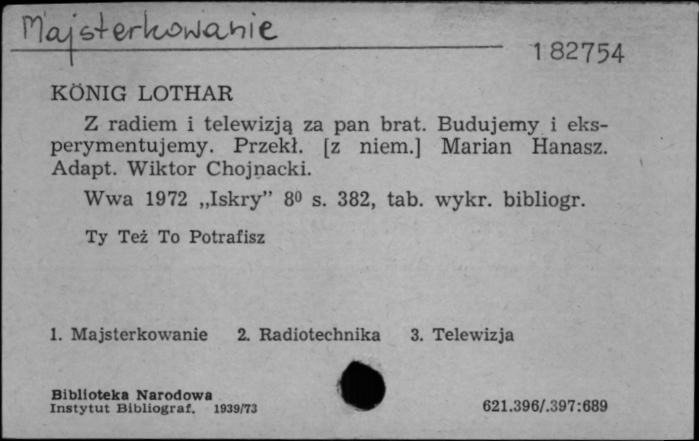 Majsterkowanie
182754
KÖNIG LOTHAR
Z radiem i telewizją za pan brat. Budujemy i eks-
perymentujemy. Przekł. [z niem.] Marian Hanasz.
Adapt. Wiktor Chojnacki.
Wwa 1972 „Iskry” 8⁰ s. 382, tab. wykr. bibliogr.
Ty Też To Potrafisz
1. Majsterkowanie 2. Radiotechnika 3. Telewizja
Biblioteka Narodowa
Instytut Bibliograf. 1939/73
621.396/.397:689